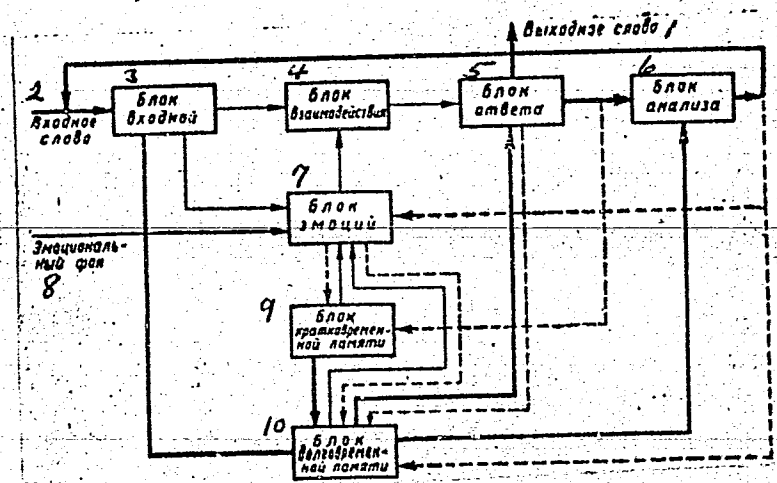 Выходное слово
2
Входное
слово
3
Блок
входной
4
Блок
взаимодействия
5
Блок
ответа
6
Блок
анализа
7
Блок
эмоций
Эмоциональ-
ный фон
8
9
Блок
кратковремен-
ной памяти
10
Блок
долговремен-
ной памяти